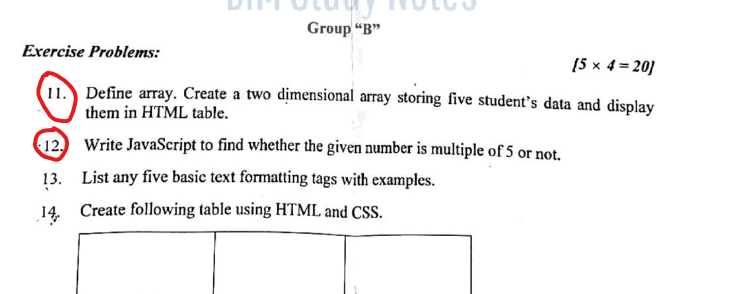 Group “B”
Exercise Problems:
[5 × 4 = 20]
11. Define array. Create a two dimensional array storing five student’s data and display
them in HTML table.
12. Write JavaScript to find whether the given number is multiple of 5 or not.
13. List any five basic text formatting tags with examples.
14. Create following table using HTML and CSS.